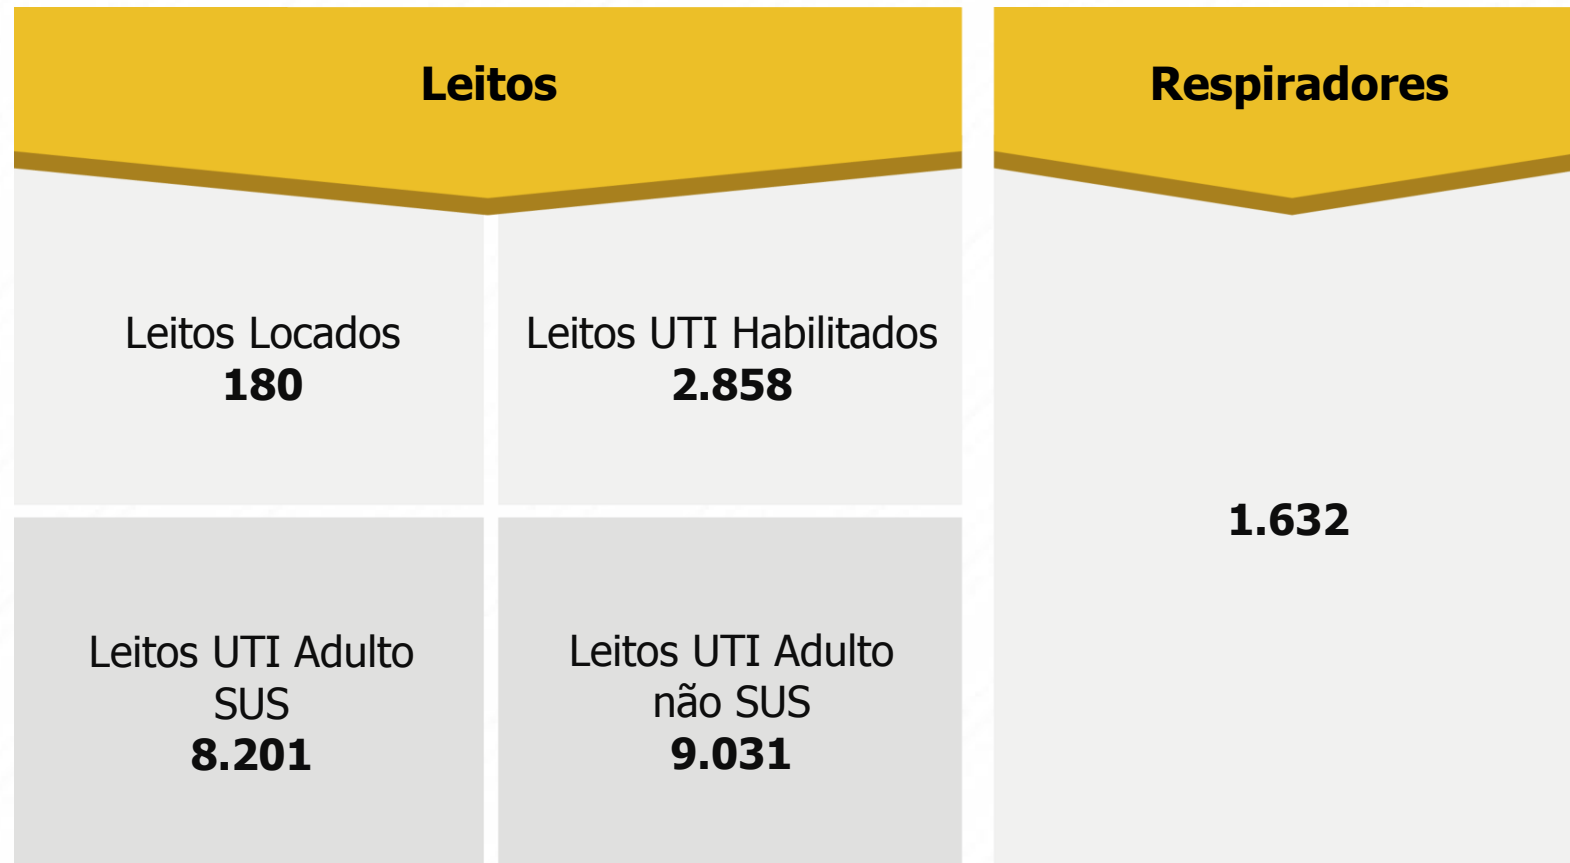 Leitos
Respiradores
Leitos Locados
180
Leitos UTI Habilitados
2.858
Leitos UTI Adulto
SUS
8.201
Leitos UTI Adulto
não SUS
9.031
1.632